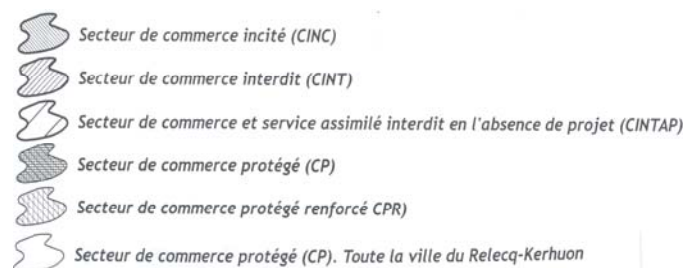 Secteur de commerce incité (CINC)
Secteur de commerce interdit (CINT)
Secteur de commerce et service assimilé interdit en l'absence de projet (CINTAP)
Secteur de commerce protégé (CP)
Secteur de commerce protégé renforcé CPR)
Secteur de commerce protégé (CP). Toute la ville du Relecq-Kerhuon